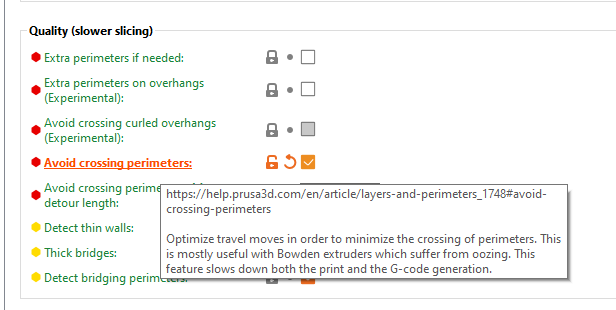 Quality (slower slicing)
Extra perimeters if needed:
Extra perimeters on overhangs
(Experimental):
Avoid crossing curled overhangs
(Experimental):
Avoid crossing perimeters:
Avoid crossing perime
detour length:
https://help.prusa3d.com/en/article/layers-and-perimeters_1748#avoid-
crossing-perimeters
Optimize travel moves in order to minimize the crossing of perimeters. This
is mostly useful with Bowden extruders which suffer from oozing. This
feature slows down both the print and the G-code generation.
Detect thin walls:
Thick bridges:
Detect bridging perimeters: